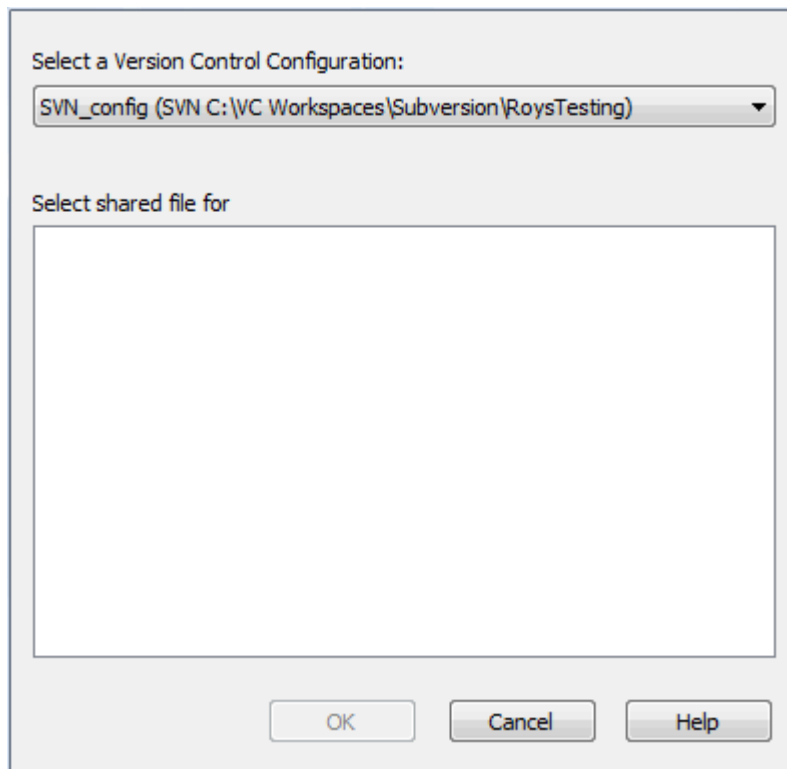 Select a Version Control Configuration:
SVN_config (SVN C:\VC Workspaces\Subversion\RoysTesting)
Select shared file for
OK Cancel Help